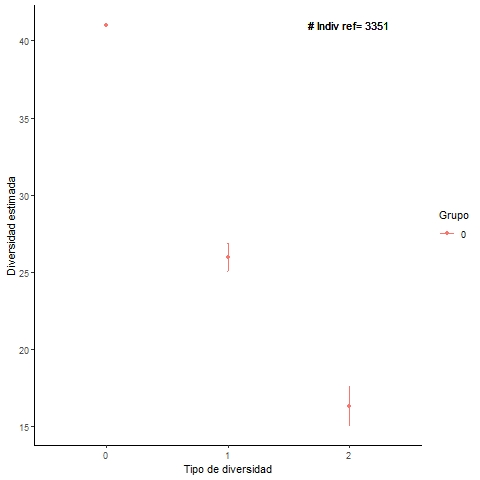 # Indiv ref= 3351
40
35
30
25
20
15
Diversidad estimada
0
1
2
Tipo de diversidad
Grupo
0